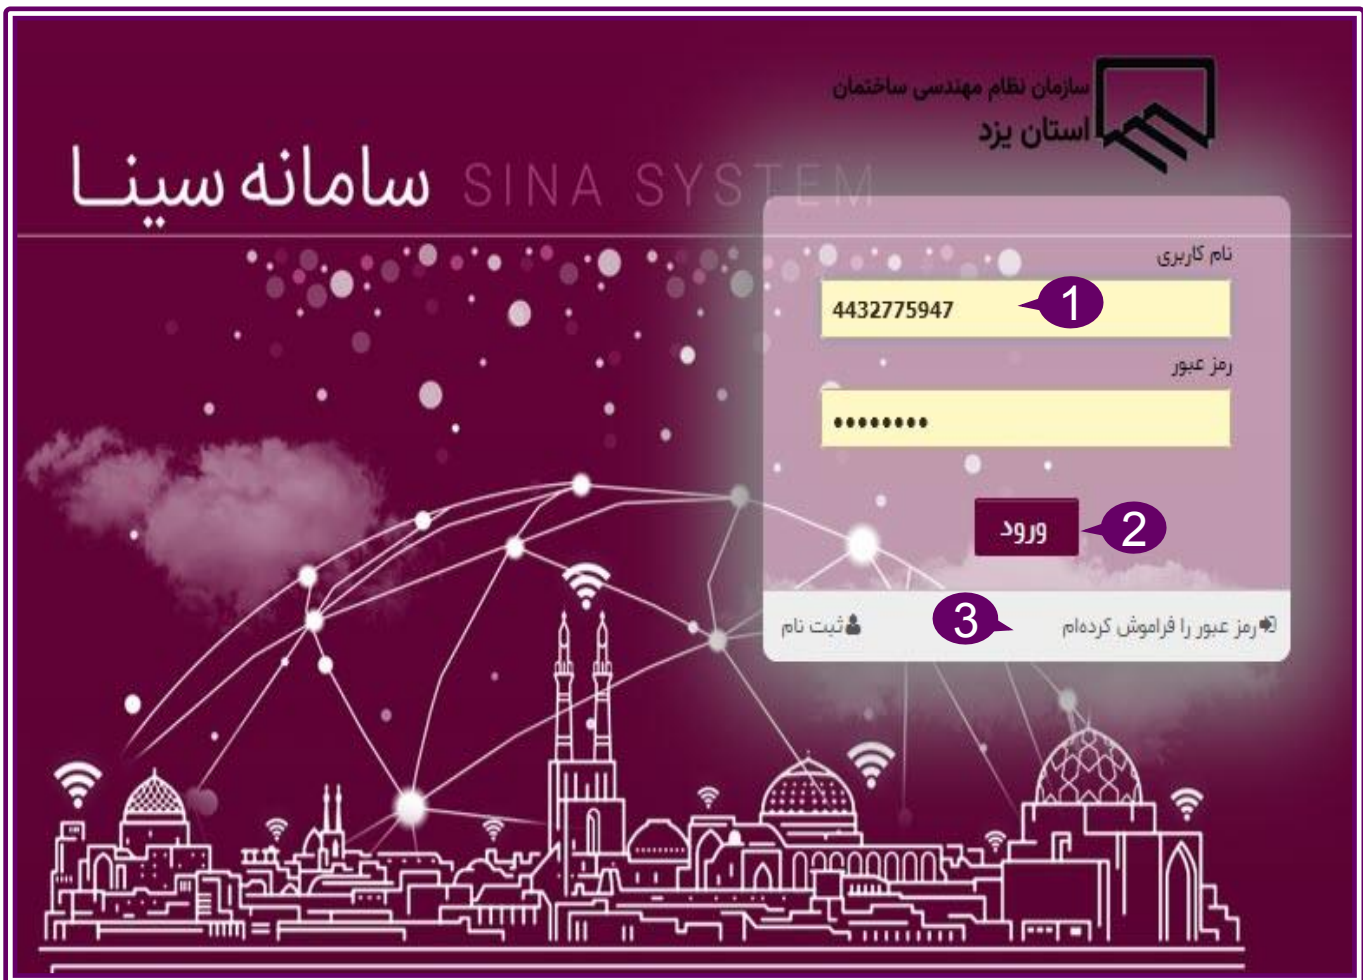 سازمان نظام مهندسی ساختمان
استان یزد
سامانه سینـا SINA SYSTEM
نام کاربری
4432775947
1
رمز عبور
••••••••
ورود
2
رمز عبور را فراموش کرده‌ام
3
ثبت نام